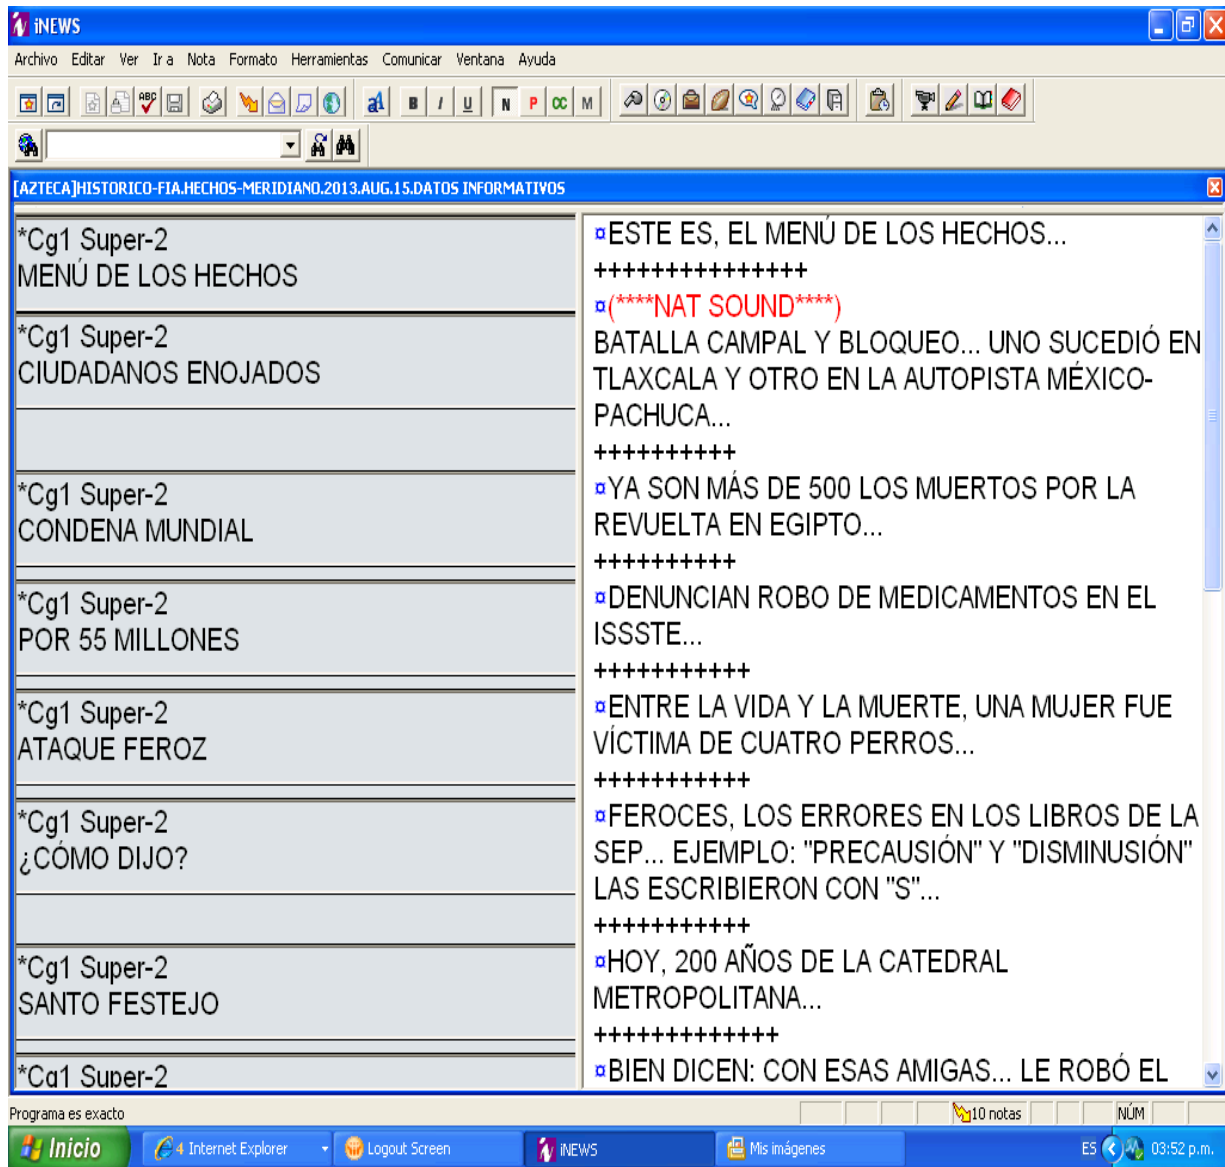 iNEWS
Archivo Editar Ver Ir a Nota Formato Herramientas Comunicar Ventana Ayuda
ABC a1 B I U N P CC M
[AZTECA]HISTORICO-FIA.HECHOS-MERIDIANO.2013.AUG.15.DATOS INFORMATIVOS
*Cg1 Super-2
MENÚ DE LOS HECHOS
*Cg1 Super-2
CIUDADANOS ENOJADOS
*Cg1 Super-2
CONDENA MUNDIAL
*Cg1 Super-2
POR 55 MILLONES
*Cg1 Super-2
ATAQUE FEROZ
*Cg1 Super-2
¿CÓMO DIJO?
*Cg1 Super-2
SANTO FESTEJO
*Cg1 Super-2
¤ESTE ES, EL MENÚ DE LOS HECHOS...
+++++++++++++++
¤(****NAT SOUND****)
BATALLA CAMPAL Y BLOQUEO... UNO SUCEDIÓ EN
TLAXCALA Y OTRO EN LA AUTOPISTA MÉXICO-
PACHUCA...
++++++++++
¤YA SON MÁS DE 500 LOS MUERTOS POR LA
REVUELTA EN EGIPTO...
++++++++++
¤DENUNCIAN ROBO DE MEDICAMENTOS EN EL
ISSSTE...
+++++++++++
¤ENTRE LA VIDA Y LA MUERTE, UNA MUJER FUE
VÍCTIMA DE CUATRO PERROS...
+++++++++++
¤FEROCES, LOS ERRORES EN LOS LIBROS DE LA
SEP... EJEMPLO: "PRECAUSIÓN" Y "DISMINUSIÓN"
LAS ESCRIBIERON CON "S"...
+++++++++++
¤HOY, 200 AÑOS DE LA CATEDRAL
METROPOLITANA...
+++++++++++++
¤BIEN DICEN: CON ESAS AMIGAS... LE ROBÓ EL
Programa es exacto 10 notas NÚM
Inicio 4 Internet Explorer Logout Screen iNEWS Mis imágenes ES 03:52 p.m.